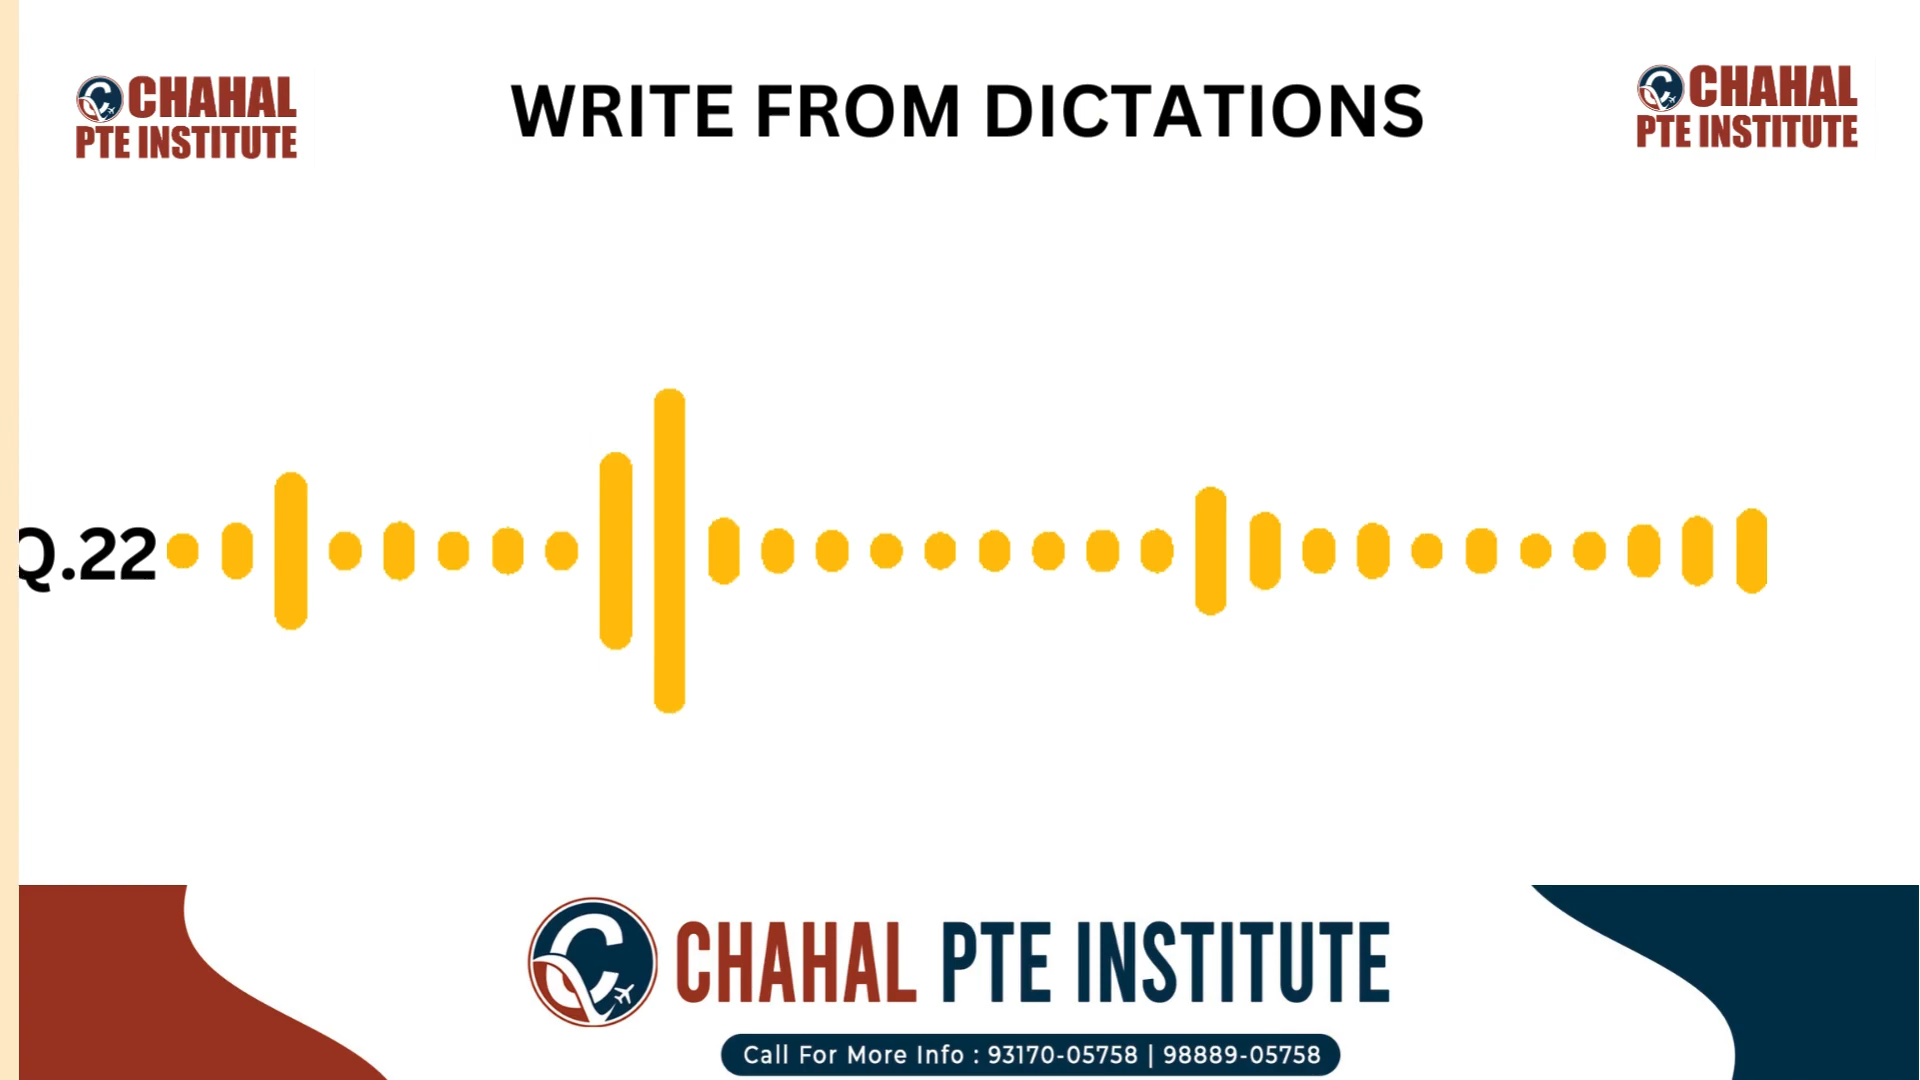 CHAHAL
PTE INSTITUTE
WRITE FROM DICTATIONS
CHAHAL
PTE INSTITUTE
Q.22
CHAHAL PTE INSTITUTE
Call For More Info : 93170-05758 | 98889-05758